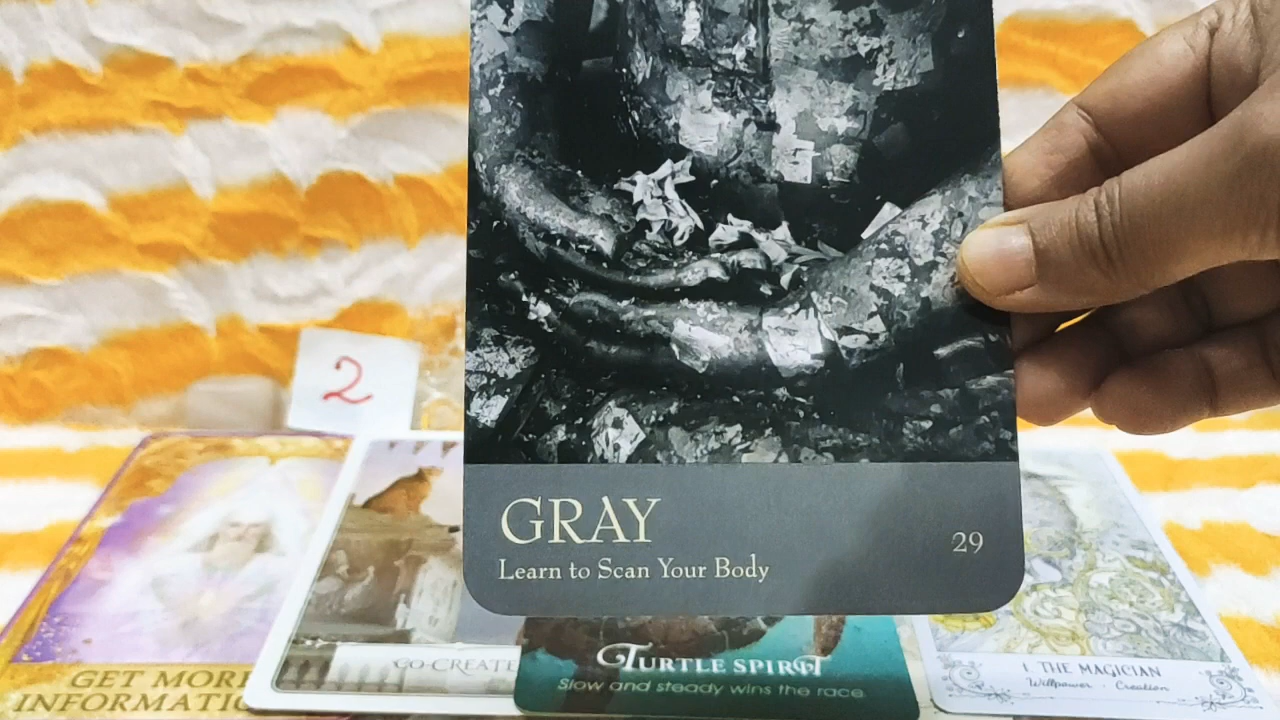 2
GRAY
Learn to Scan Your Body
29
GET MORE
INFORMATIO
CO-CREATE
TURTLE SPIRIT
Slow and steady wins the race.
1. THE MAGICIAN
Willpower · Creation